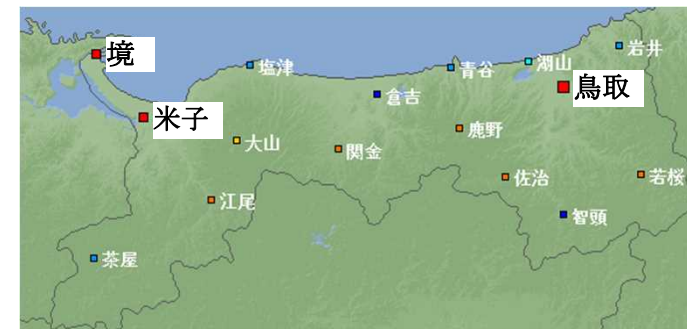 境
岩井
湖山
塩津
青谷
鳥取
倉吉
米子
鹿野
大山
関金
佐治
若桜
江尾
智頭
茶屋